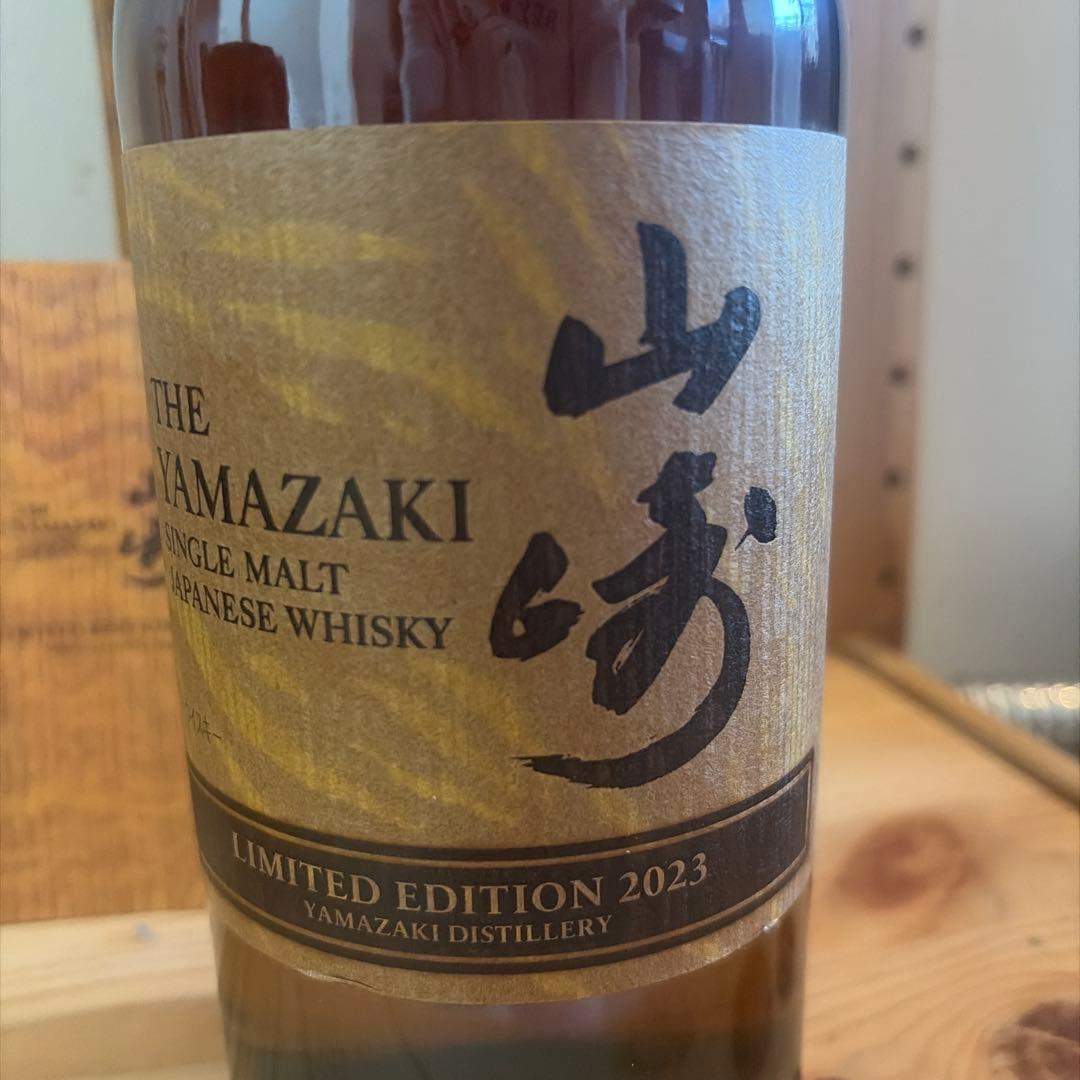 THE
YAMAZAKI
SINGLE MALT
JAPANESE WHISKY
山崎
LIMITED EDITION 2023
YAMAZAKI DISTILLERY